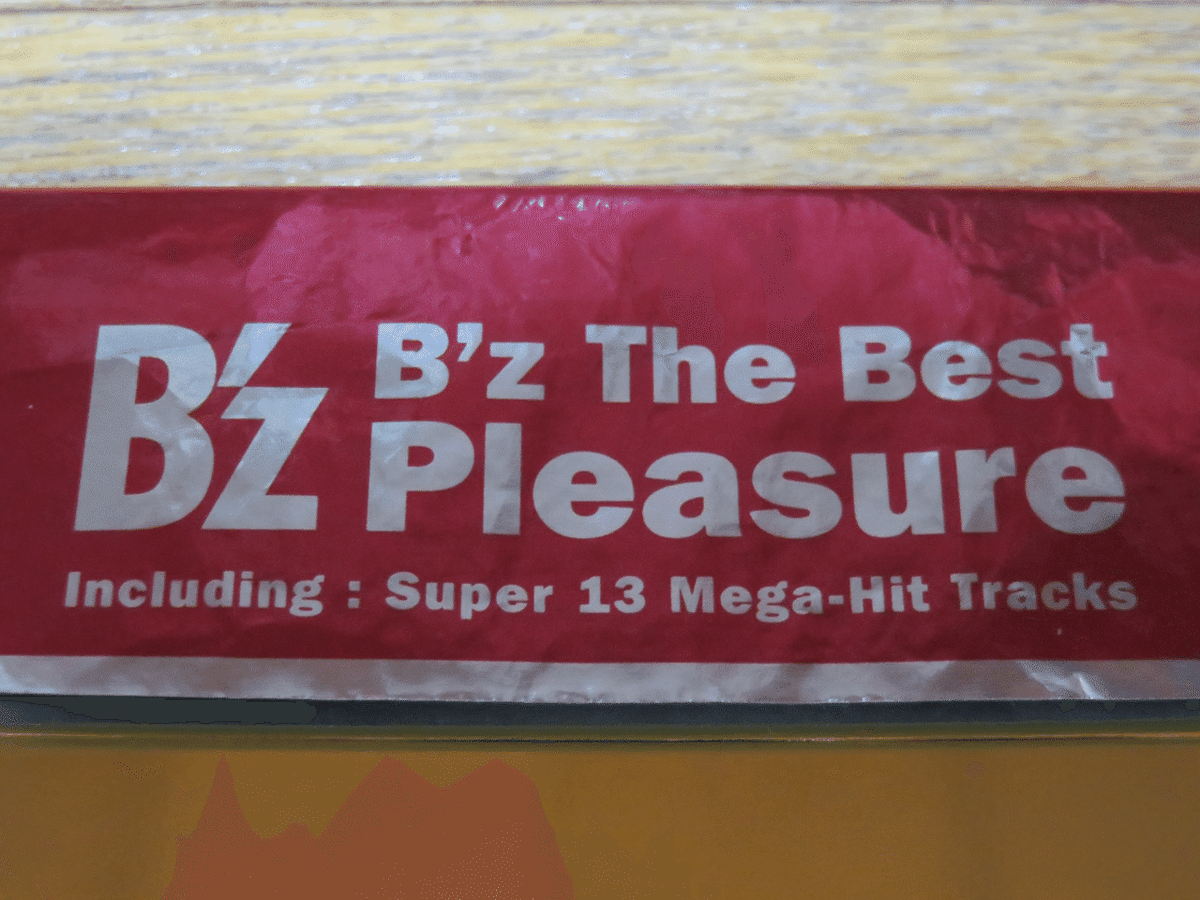 B'z
B'z The Best
Pleasure
Including : Super 13 Mega-Hit Tracks